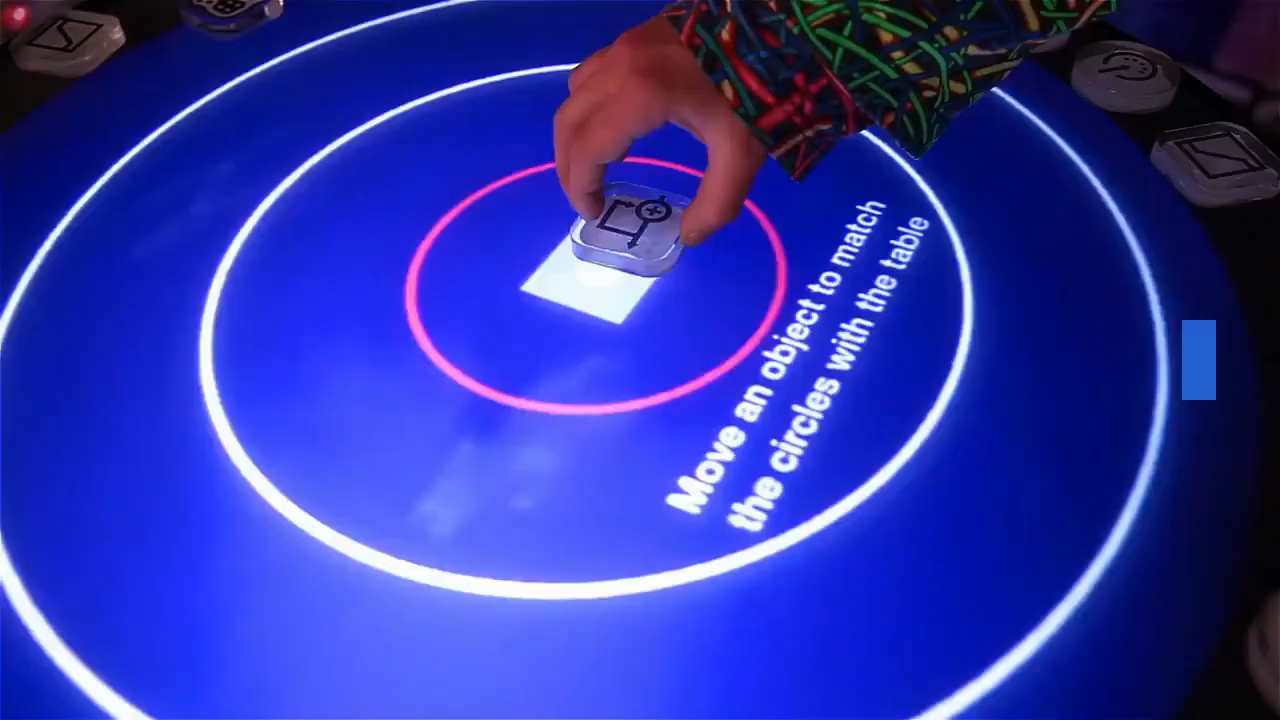 Move an object to match
the circles with the table